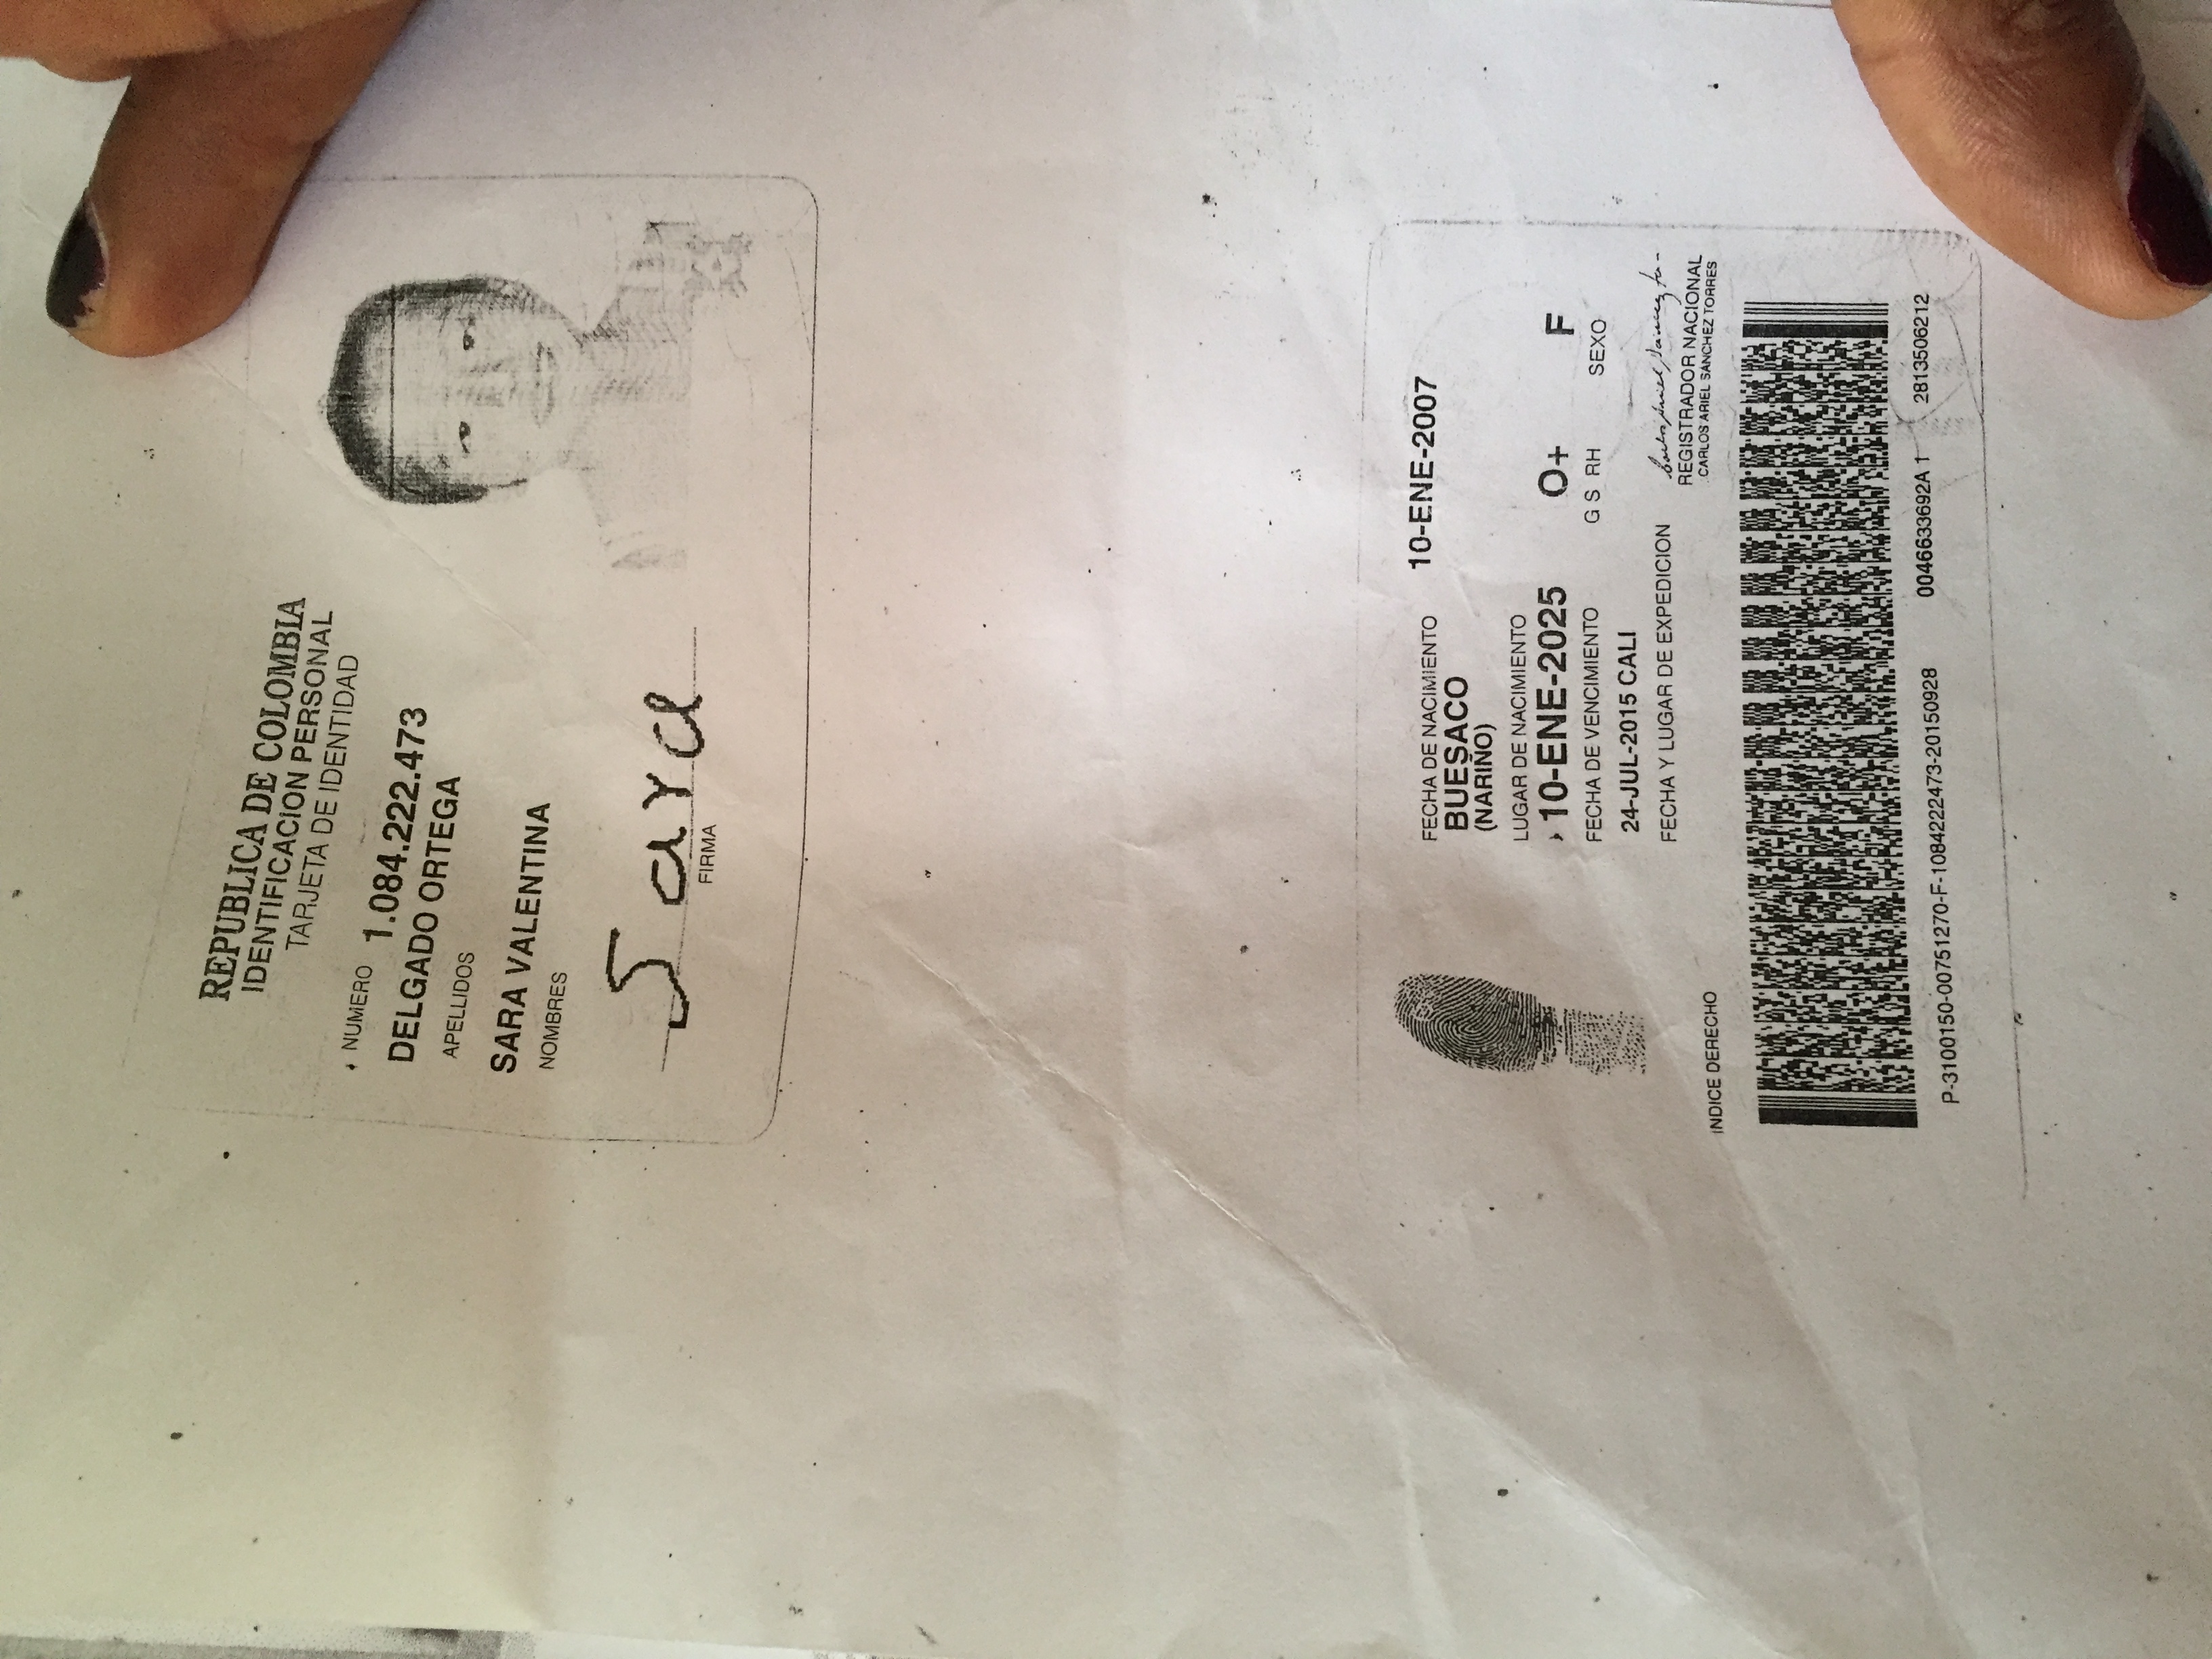 REPUBLICA DE COLOMBIA
IDENTIFICACION PERSONAL
TARJETA DE IDENTIDAD
NUMERO 1.084.222.473
DELGADO ORTEGA
APELLIDOS
SARA VALENTINA
NOMBRES
Sara
FIRMA
FECHA DE NACIMIENTO 10-ENE-2007
BUESACO
(NARIÑO)
LUGAR DE NACIMIENTO
10-ENE-2025 O+ F
FECHA DE VENCIMIENTO G S RH SEXO
24-JUL-2015 CALI
FECHA Y LUGAR DE EXPEDICION
REGISTRADOR NACIONAL
CARLOS ARIEL SANCHEZ TORRES
INDICE DERECHO
P-3100150-00751270-F-1084222473-20150928 0046633692A 1 2813506212